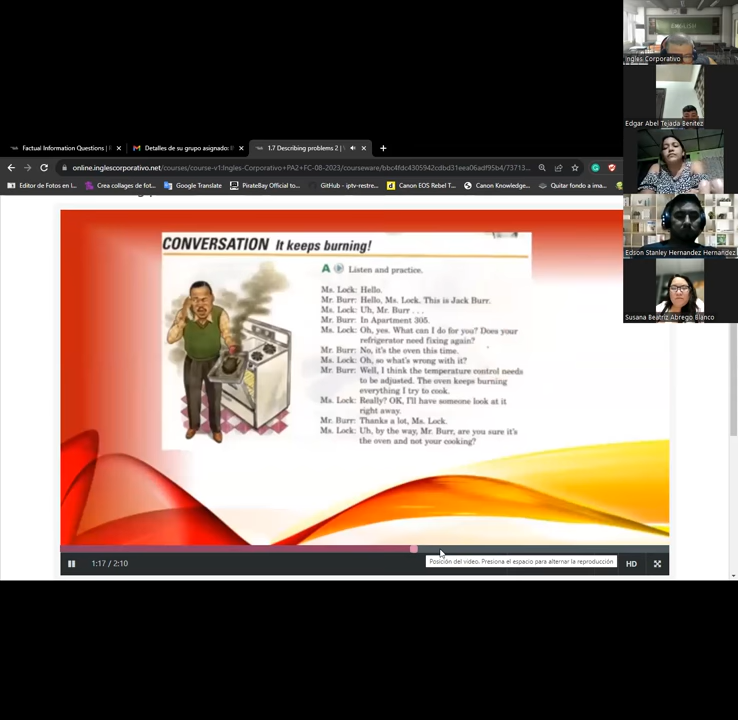 ENGLISH
Ingles Corporativo
Edgar Abel Tejada Benitez
Edson Stanley Hernandez Hernandez
Susana Beatriz Abrego Blanco
Factual Information Questions |
Detalles de su grupo asignado:
1.7 Describing problems 2 |
online.inglescorporativo.net/courses/course-v1:Ingles-Corporativo+PA2+FC-08-2023/courseware/
Editor de Fotos en l...
Crea collages de fot...
Google Translate
PirateBay Official to...
GitHub - iptv-restre...
Canon EOS Rebel T...
Canon Knowledge...
Quitar fondo a ima...
CONVERSATION It keeps burning!
A Listen and practice.
Ms. Lock: Hello.
Mr. Burr: Hello, Ms. Lock. This is Jack Burr.
Ms. Lock: Uh, Mr. Burr . . .
Mr. Burr: In Apartment 305.
Ms. Lock: Oh, yes. What can I do for you? Does your
refrigerator need fixing again?
Mr. Burr: No, it's the oven this time.
Ms. Lock: Oh, so what's wrong with it?
Mr. Burr: Well, I think the temperature control needs
to be adjusted. The oven keeps burning
everything I try to cook.
Ms. Lock: Really? OK, I'll have someone look at it
right away.
Mr. Burr: Thanks a lot, Ms. Lock.
Ms. Lock: Uh, by the way, Mr. Burr, are you sure it's
the oven and not your cooking?
1:17 / 2:10
Posición del video. Presiona el espacio para alternar la reproducción
HD